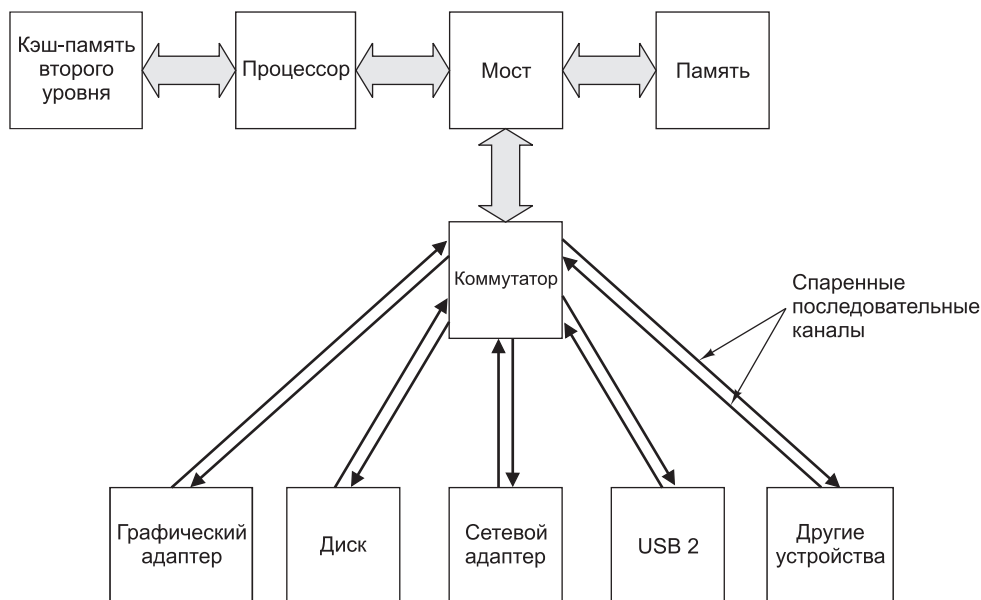 Кэш-память
второго
уровня
Процессор
Мост
Память
Коммутатор
Спаренные
последовательные
каналы
Графический
адаптер
Диск
Сетевой
адаптер
USB 2
Другие
устройства